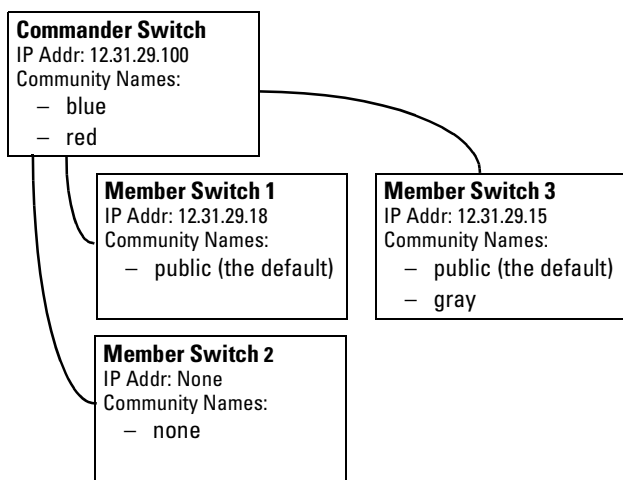 Commander Switch
IP Addr: 12.31.29.100
Community Names:
– blue
– red
Member Switch 1
IP Addr: 12.31.29.18
Community Names:
– public (the default)
Member Switch 3
IP Addr: 12.31.29.15
Community Names:
– public (the default)
– gray
Member Switch 2
IP Addr: None
Community Names:
– none